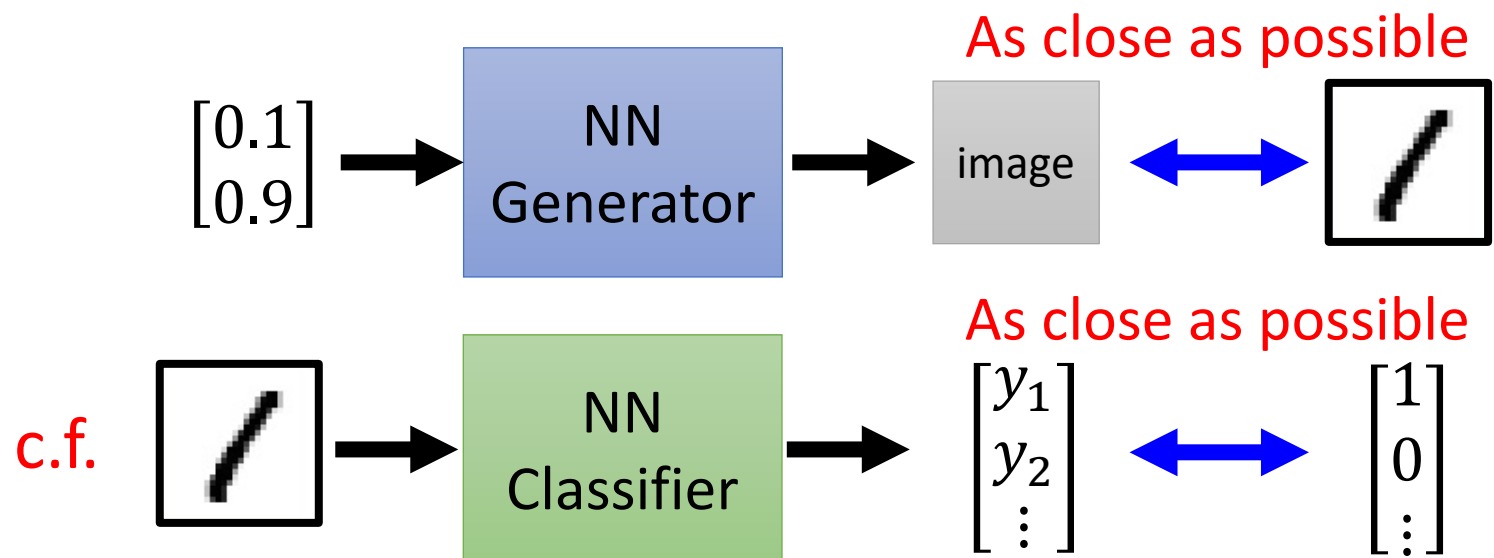 As close as possible
[0.1
0.9]
NN
Generator
image
As close as possible
c.f.
NN
Classifier
[y₁
y₂
⋮]
[1
0
⋮]